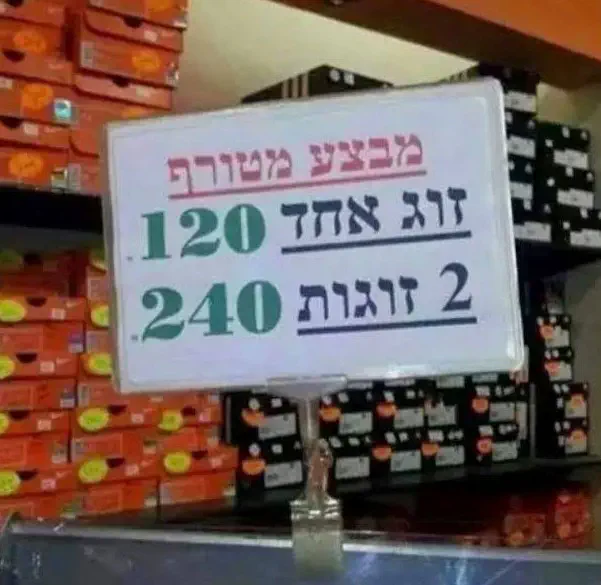 מבצע מטורף
זוג אחד 120.
2 זוגות 240.